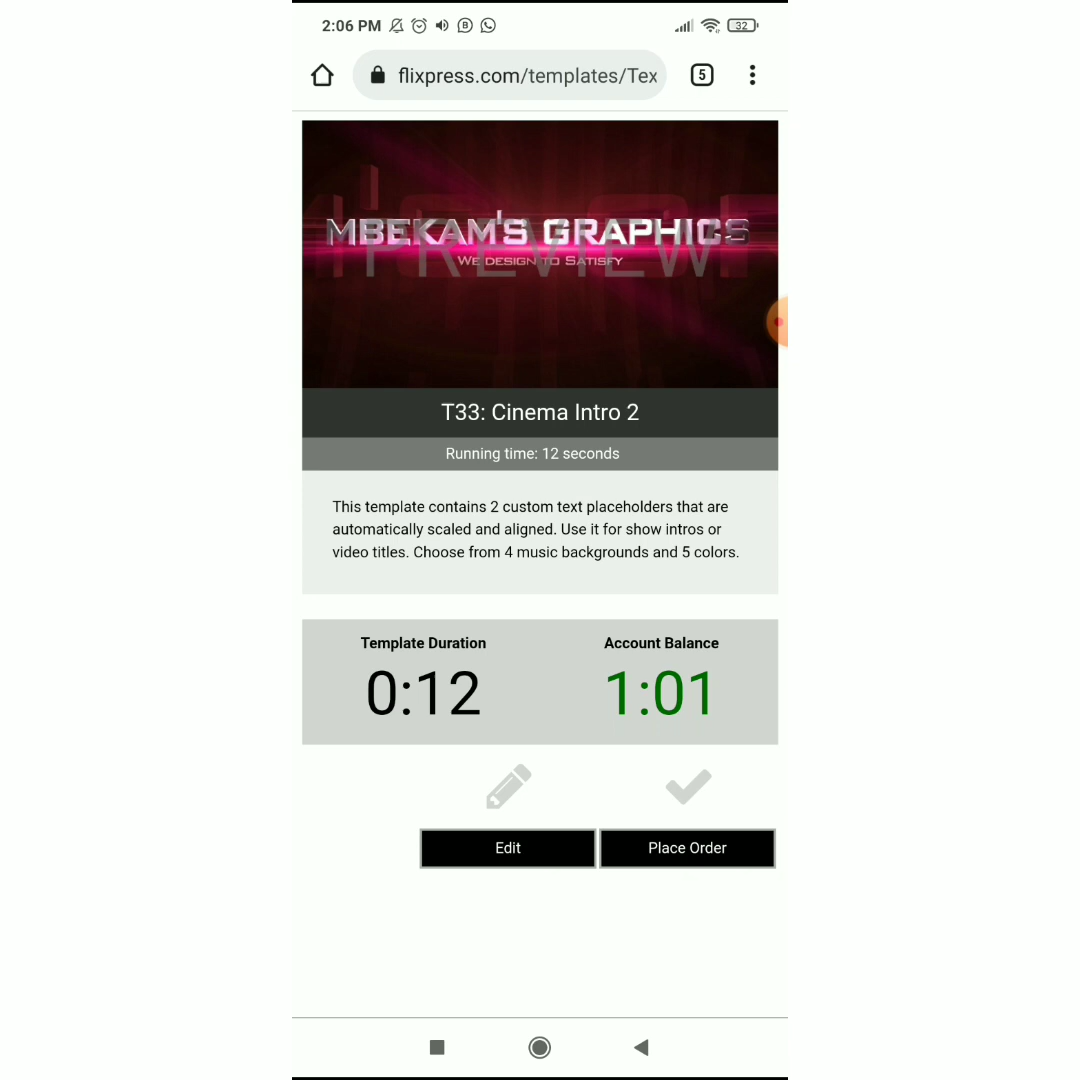 2:06 PM
32
flixpress.com/templates/Tex
5
MBEKAM'S GRAPHICS
PREVIEW
We design to Satisfy
T33: Cinema Intro 2
Running time: 12 seconds
This template contains 2 custom text placeholders that are
automatically scaled and aligned. Use it for show intros or
video titles. Choose from 4 music backgrounds and 5 colors.
Template Duration
Account Balance
0:12
1:01
Edit
Place Order